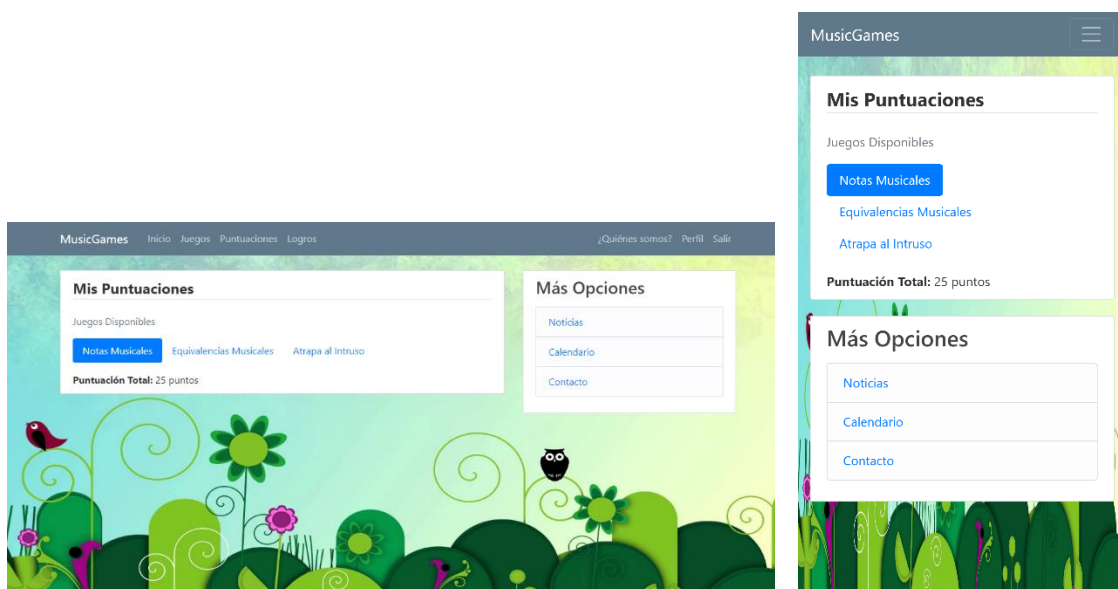 MusicGames Inicio Juegos Puntuaciones Logros ¿Quiénes somos? Perfil Salir
Mis Puntuaciones
Juegos Disponibles
Notas Musicales Equivalencias Musicales Atrapa al Intruso
Puntuación Total: 25 puntos
Más Opciones
Noticias
Calendario
Contacto
MusicGames
Mis Puntuaciones
Juegos Disponibles
Notas Musicales
Equivalencias Musicales
Atrapa al Intruso
Puntuación Total: 25 puntos
Más Opciones
Noticias
Calendario
Contacto